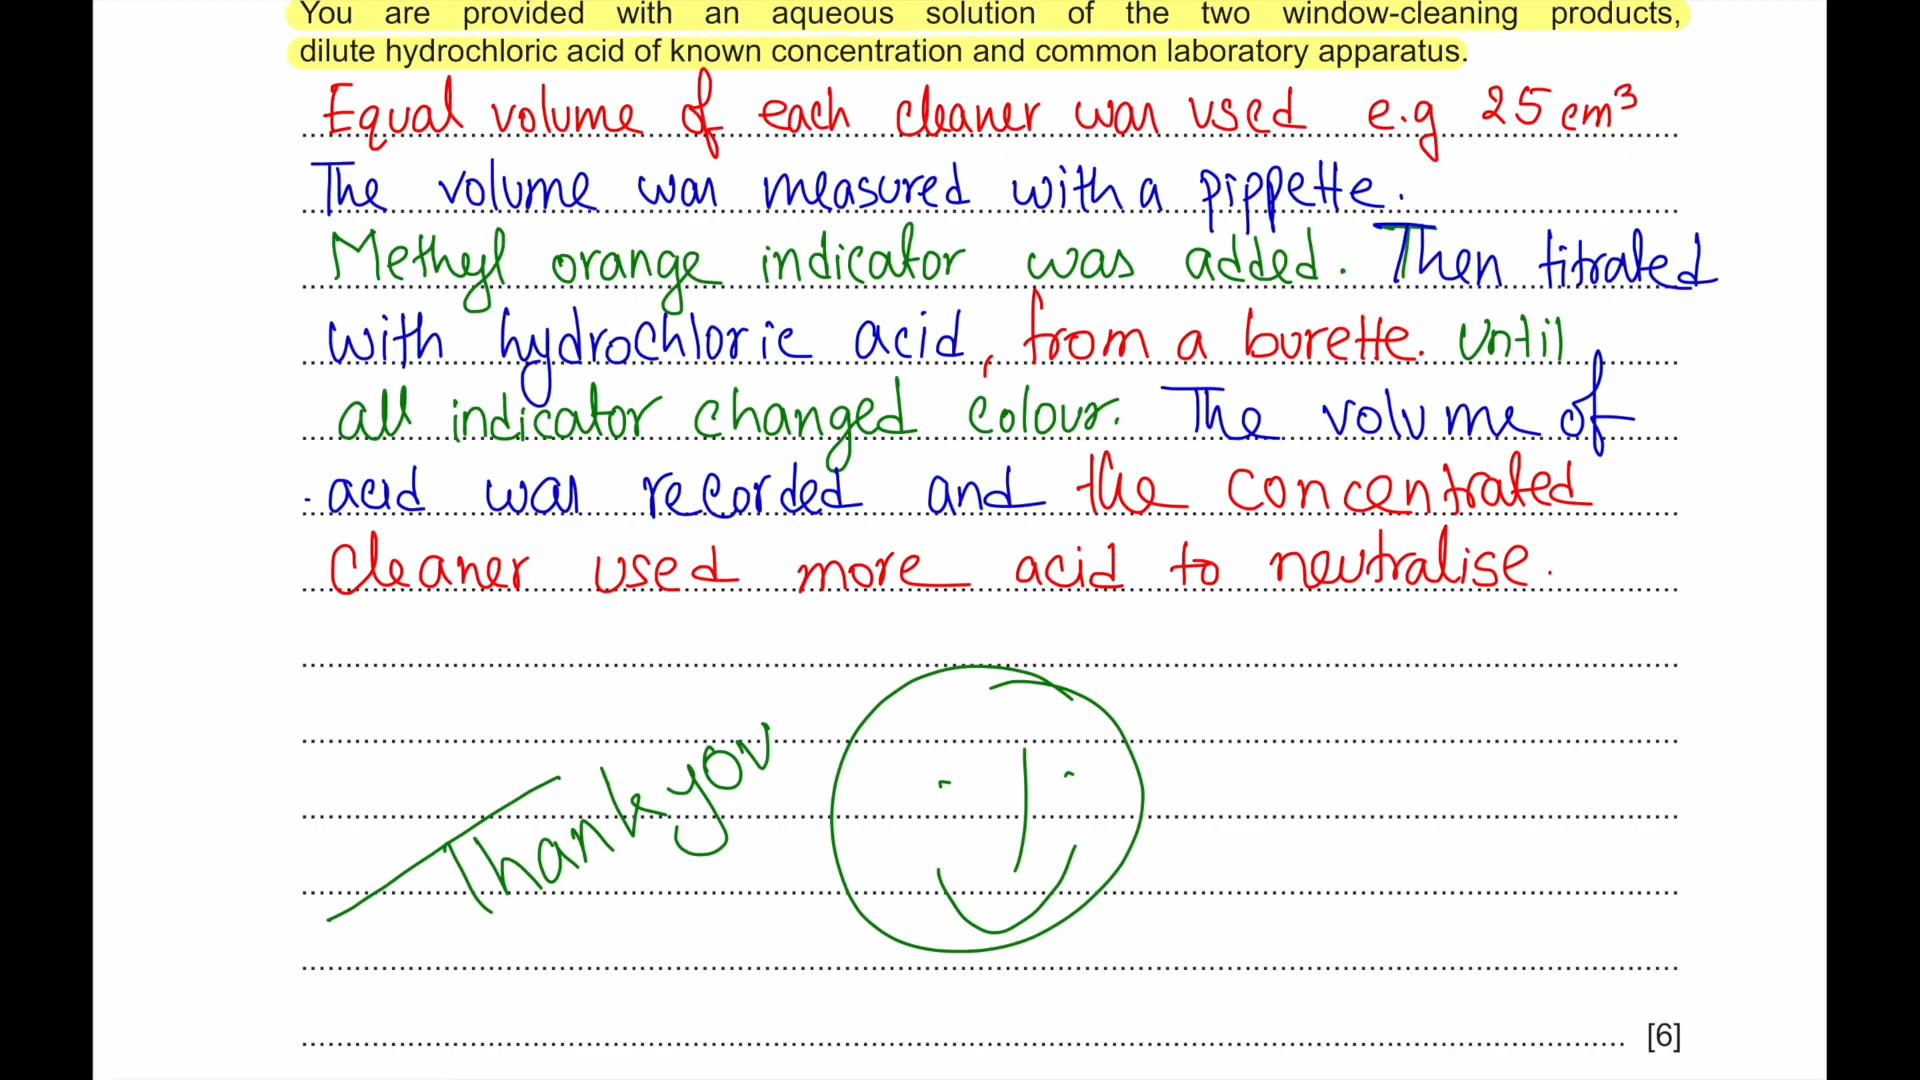 You are provided with an aqueous solution of the two window-cleaning products,
dilute hydrochloric acid of known concentration and common laboratory apparatus.
Equal volume of each cleaner was used e.g 25 cm³
The volume was measured with a pippette.
Methyl orange indicator was added. Then titrated
with hydrochloric acid, from a burette. Until
all indicator changed colour. The volume of
acid was recorded and the concentrated
cleaner used more acid to neutralise.
Thank you
[6]